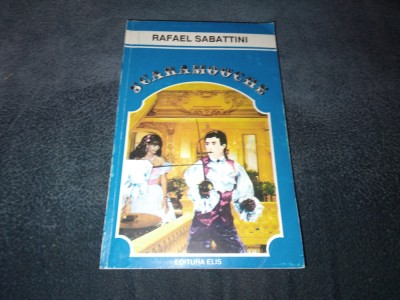 RAFAEL SABATTINI
SCARAMOUCHE
EDITURA ELIS